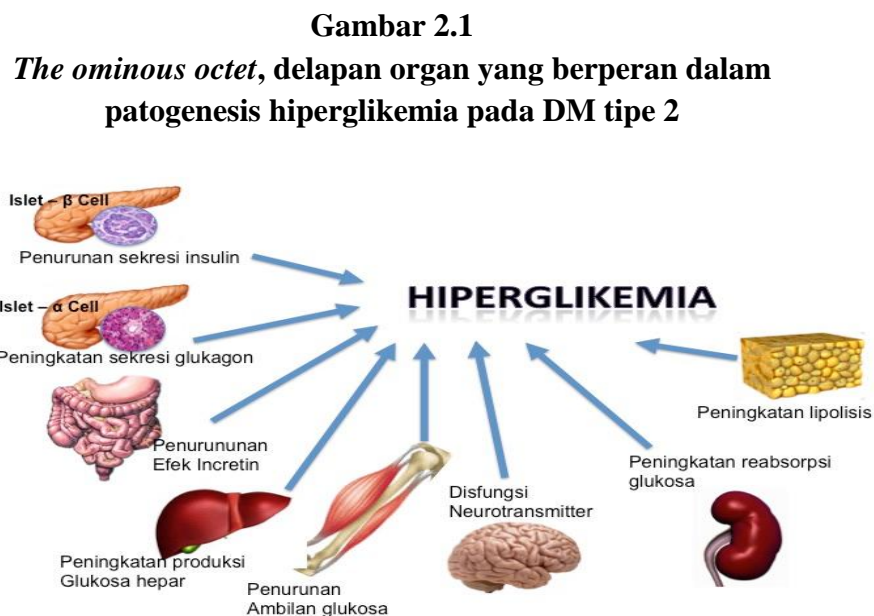 Gambar 2.1
The ominous octet, delapan organ yang berperan dalam
patogenesis hiperglikemia pada DM tipe 2
Islet – β Cell
Penurunan sekresi insulin
HIPERGLIKEMIA
Islet – α Cell
Peningkatan sekresi glukagon
Peningkatan lipolisis
Penurununan
Efek Incretin
Peningkatan reabsorpsi
glukosa
Disfungsi
Neurotransmitter
Peningkatan produksi
Glukosa hepar
Penurunan
Ambilan glukosa